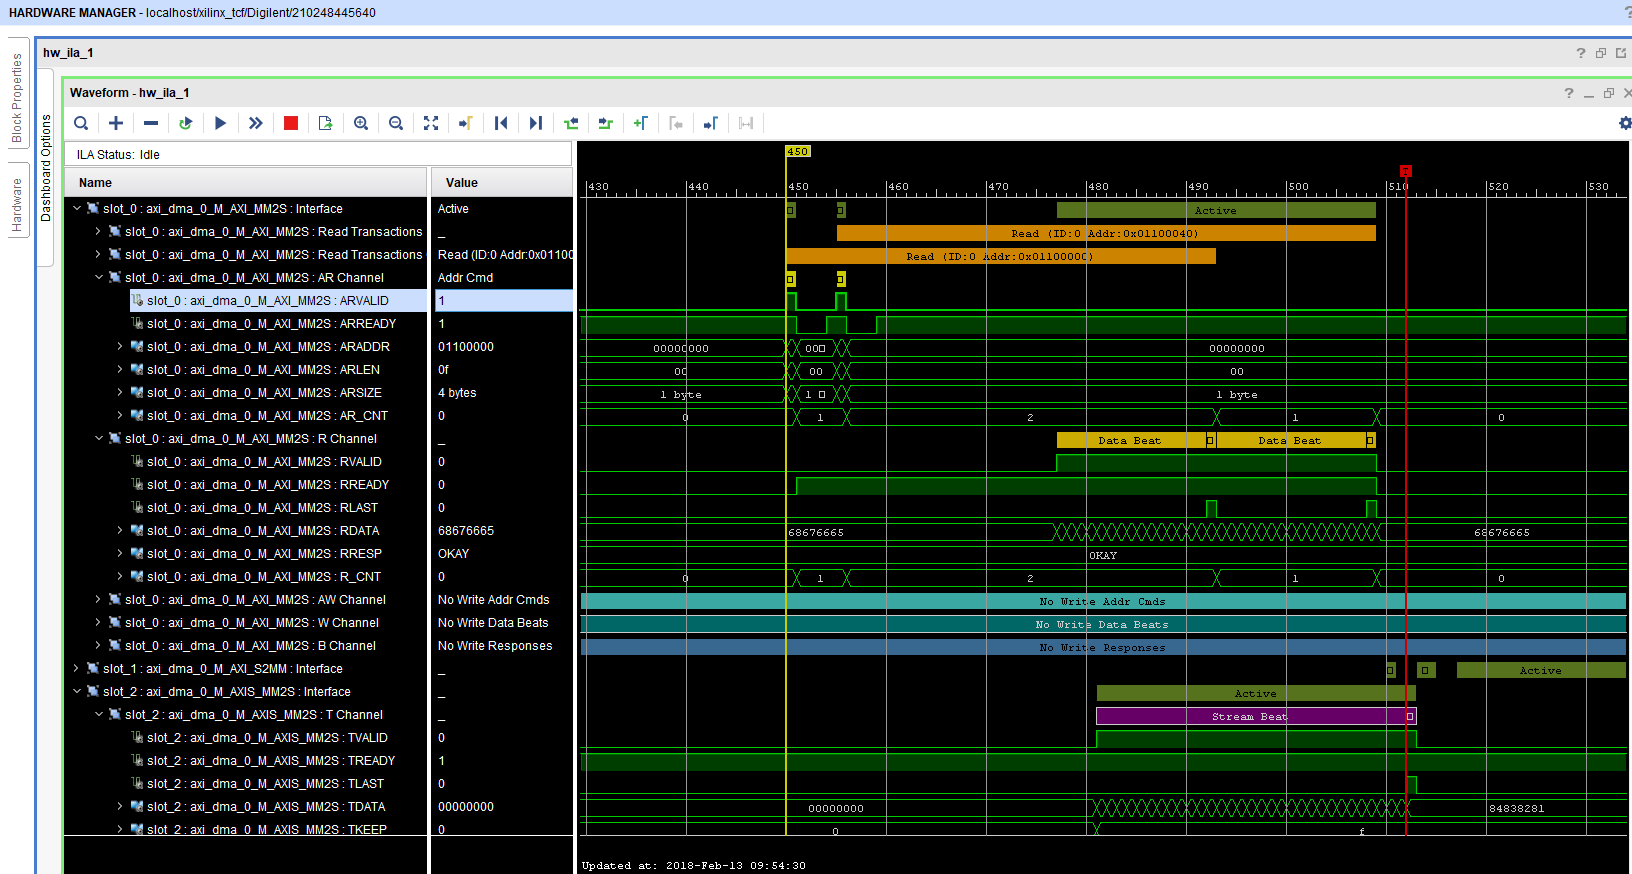 HARDWARE MANAGER - localhost/xilinx_tcf/Digilent/210248445640
?
Block Properties
Hardware
Dashboard Options
hw_ila_1
?
Waveform - hw_ila_1
?
ILA Status: Idle
Name Value
450
T
430 440 450 460 470 480 490 500 510 520 530
slot_0 : axi_dma_0_M_AXI_MM2S : Interface Active Active
slot_0 : axi_dma_0_M_AXI_MM2S : Read Transactions _ Read (ID:0 Addr:0x01100040)
slot_0 : axi_dma_0_M_AXI_MM2S : Read Transactions Read (ID:0 Addr:0x01100 Read (ID:0 Addr:0x01100000)
slot_0 : axi_dma_0_M_AXI_MM2S : AR Channel Addr Cmd
slot_0 : axi_dma_0_M_AXI_MM2S : ARVALID 1
slot_0 : axi_dma_0_M_AXI_MM2S : ARREADY 1
slot_0 : axi_dma_0_M_AXI_MM2S : ARADDR 01100000 00000000 00 00000000
slot_0 : axi_dma_0_M_AXI_MM2S : ARLEN 0f 00 00 00
slot_0 : axi_dma_0_M_AXI_MM2S : ARSIZE 4 bytes 1 byte 1 1 byte
slot_0 : axi_dma_0_M_AXI_MM2S : AR_CNT 0 0 1 2 1 0
slot_0 : axi_dma_0_M_AXI_MM2S : R Channel _ Data Beat Data Beat
slot_0 : axi_dma_0_M_AXI_MM2S : RVALID 0
slot_0 : axi_dma_0_M_AXI_MM2S : RREADY 0
slot_0 : axi_dma_0_M_AXI_MM2S : RLAST 0
slot_0 : axi_dma_0_M_AXI_MM2S : RDATA 68676665 68676665 68676665
slot_0 : axi_dma_0_M_AXI_MM2S : RRESP OKAY OKAY
slot_0 : axi_dma_0_M_AXI_MM2S : R_CNT 0 0 1 2 1 0
slot_0 : axi_dma_0_M_AXI_MM2S : AW Channel No Write Addr Cmds No Write Addr Cmds
slot_0 : axi_dma_0_M_AXI_MM2S : W Channel No Write Data Beats No Write Data Beats
slot_0 : axi_dma_0_M_AXI_MM2S : B Channel No Write Responses No Write Responses
slot_1 : axi_dma_0_M_AXI_S2MM : Interface _ Active
slot_2 : axi_dma_0_M_AXIS_MM2S : Interface _ Active
slot_2 : axi_dma_0_M_AXIS_MM2S : T Channel _ Stream Beat
slot_2 : axi_dma_0_M_AXIS_MM2S : TVALID 0
slot_2 : axi_dma_0_M_AXIS_MM2S : TREADY 1
slot_2 : axi_dma_0_M_AXIS_MM2S : TLAST 0
slot_2 : axi_dma_0_M_AXIS_MM2S : TDATA 00000000 00000000 84838281
slot_2 : axi_dma_0_M_AXIS_MM2S : TKEEP 0 0 f
Updated at: 2018-Feb-13 09:54:30